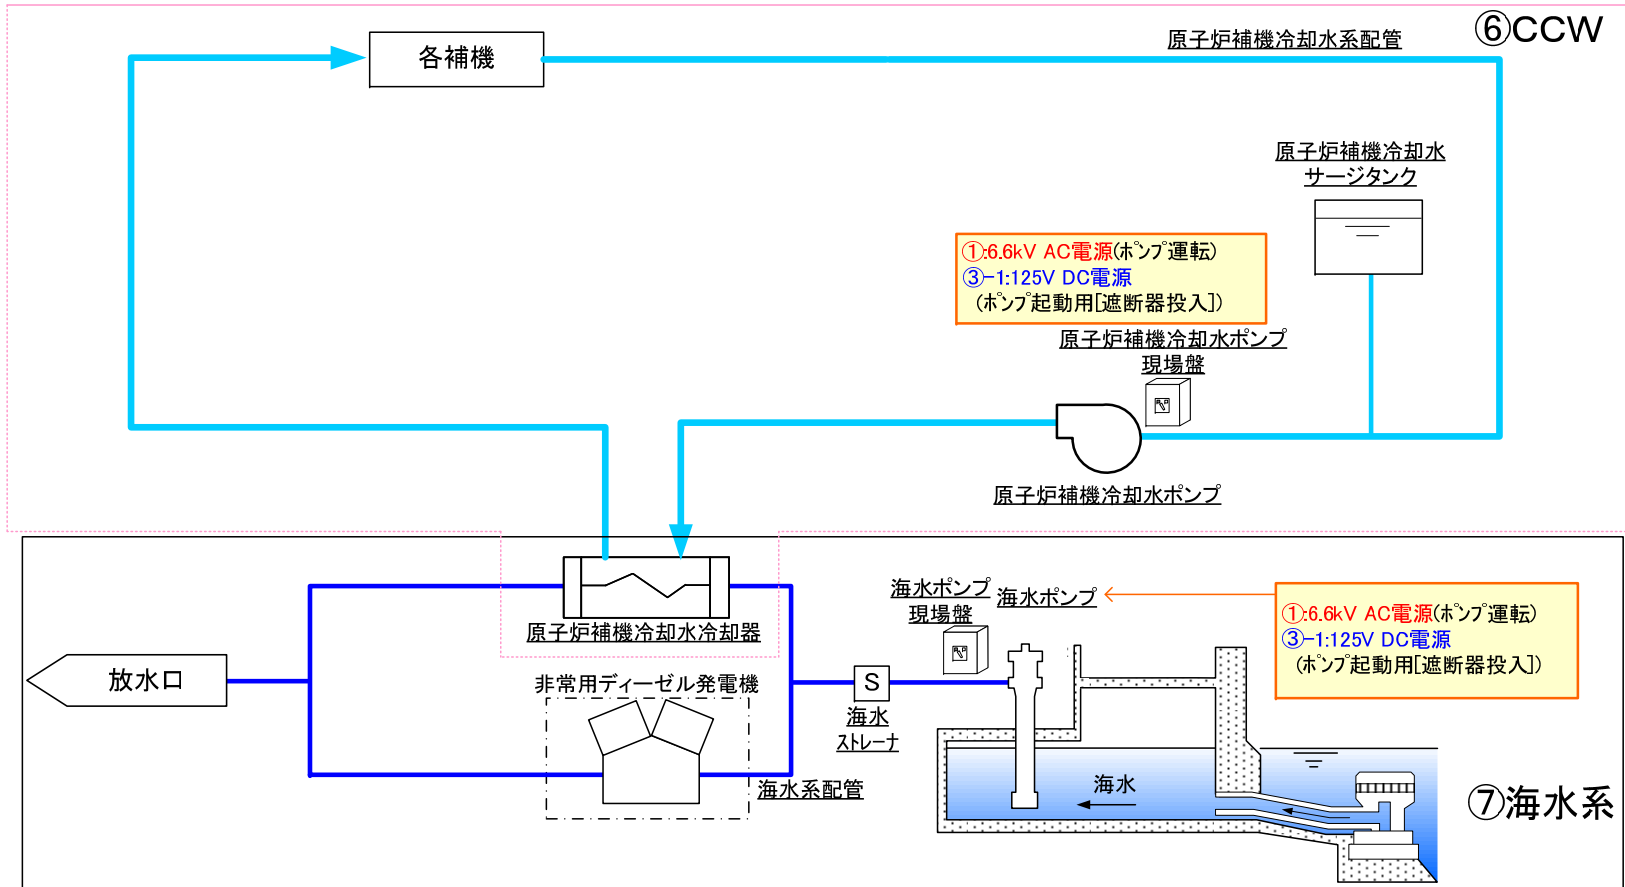 ⑥CCW
各補機
原子炉補機冷却水系配管
原子炉補機冷却水
サージタンク
①:6.6kV AC電源(ﾎﾟﾝﾌﾟ運転)
③-1:125V DC電源
(ﾎﾟﾝﾌﾟ起動用[遮断器投入])
原子炉補機冷却水ポンプ
現場盤
原子炉補機冷却水ポンプ
原子炉補機冷却水冷却器
海水ポンプ
現場盤
海水ポンプ
①:6.6kV AC電源(ﾎﾟﾝﾌﾟ運転)
③-1:125V DC電源
(ﾎﾟﾝﾌﾟ起動用[遮断器投入])
放水口
非常用ディーゼル発電機
S
海水
ｽﾄﾚｰﾅ
海水系配管
海水
⑦海水系